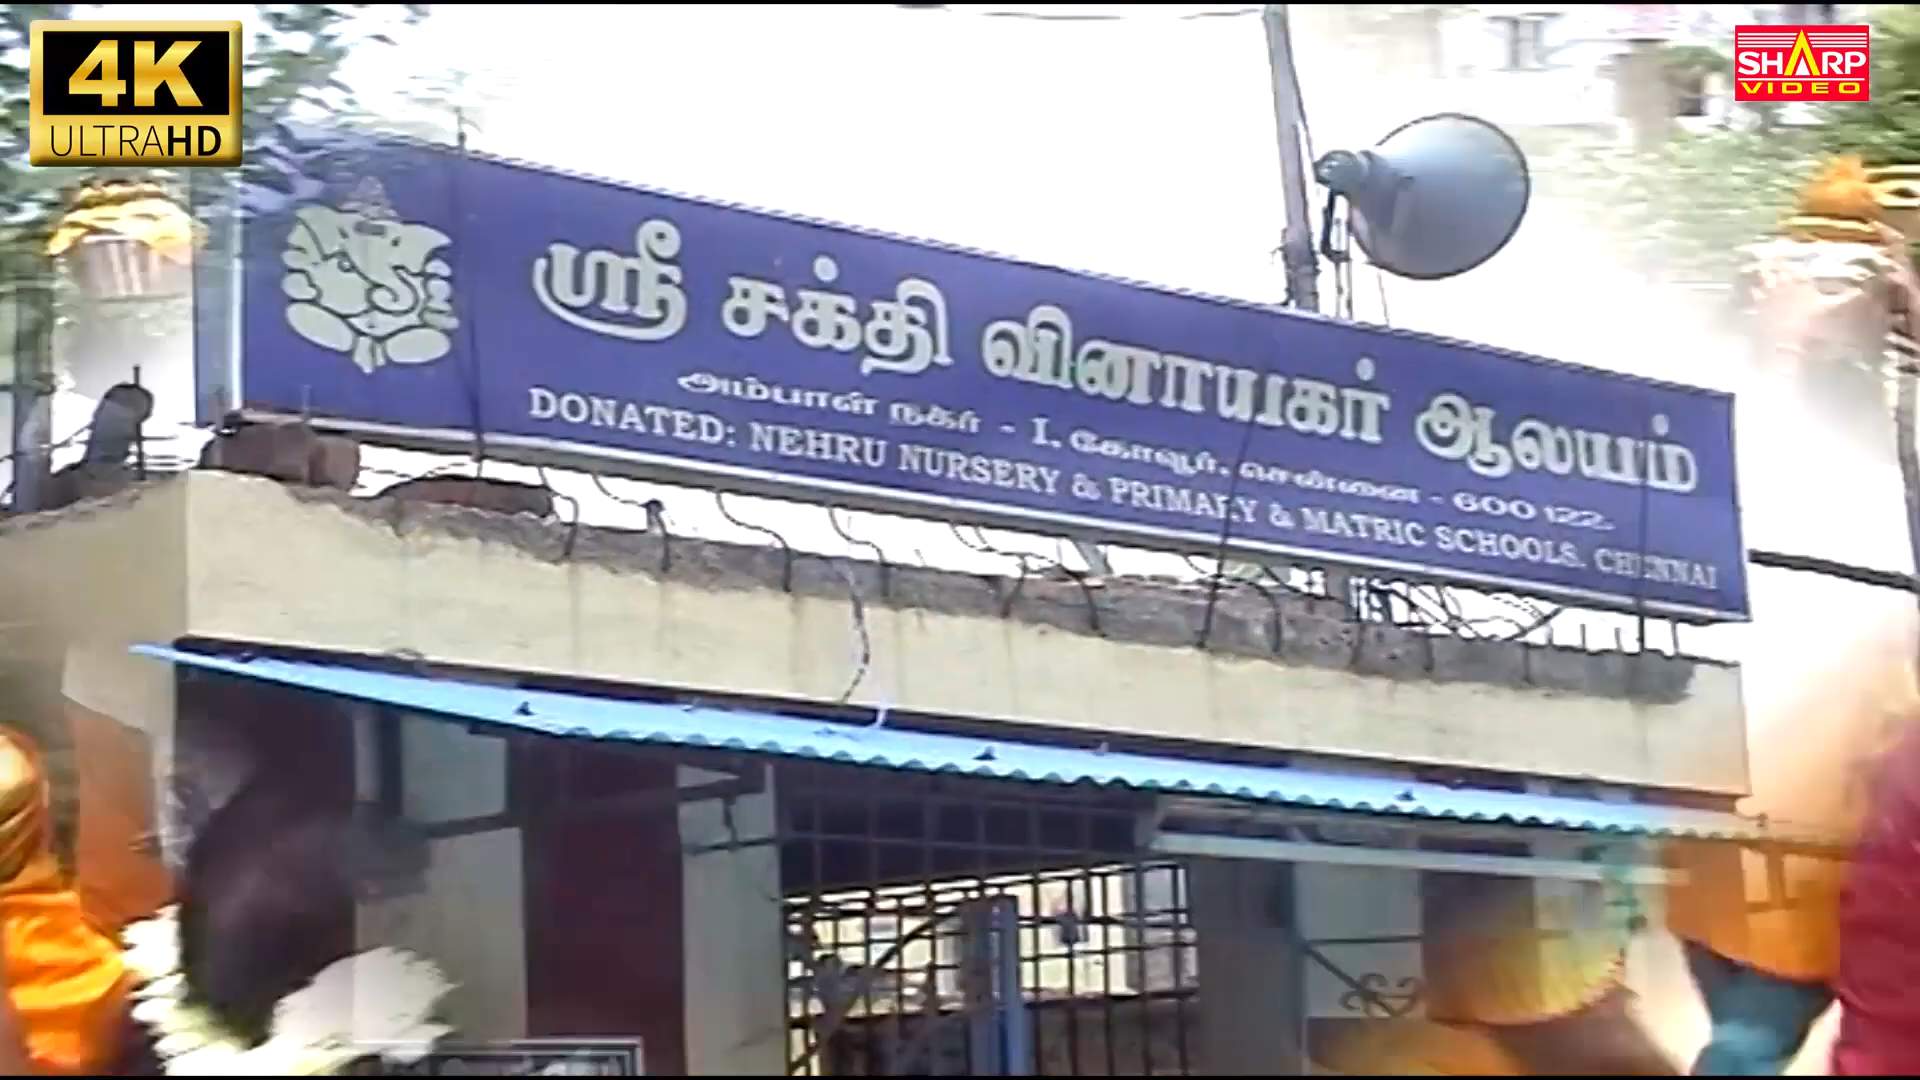 4K
ULTRAHD
SHARP
VIDEO
ஸ்ரீ சக்தி வினாயகர் ஆலயம்
அம்பாள் நகர் - I, கோவூர், சென்னை - 600 122.
DONATED: NEHRU NURSERY & PRIMARY & MATRIC SCHOOLS, CHENNAI